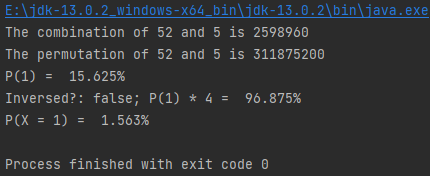 E:\jdk-13.0.2_windows-x64_bin\jdk-13.0.2\bin\java.exe
The combination of 52 and 5 is 2598960
The permutation of 52 and 5 is 311875200
P(1) =  15.625%
Inversed?: false; P(1) * 4 =  96.875%
P(X = 1) =  1.563%
Process finished with exit code 0